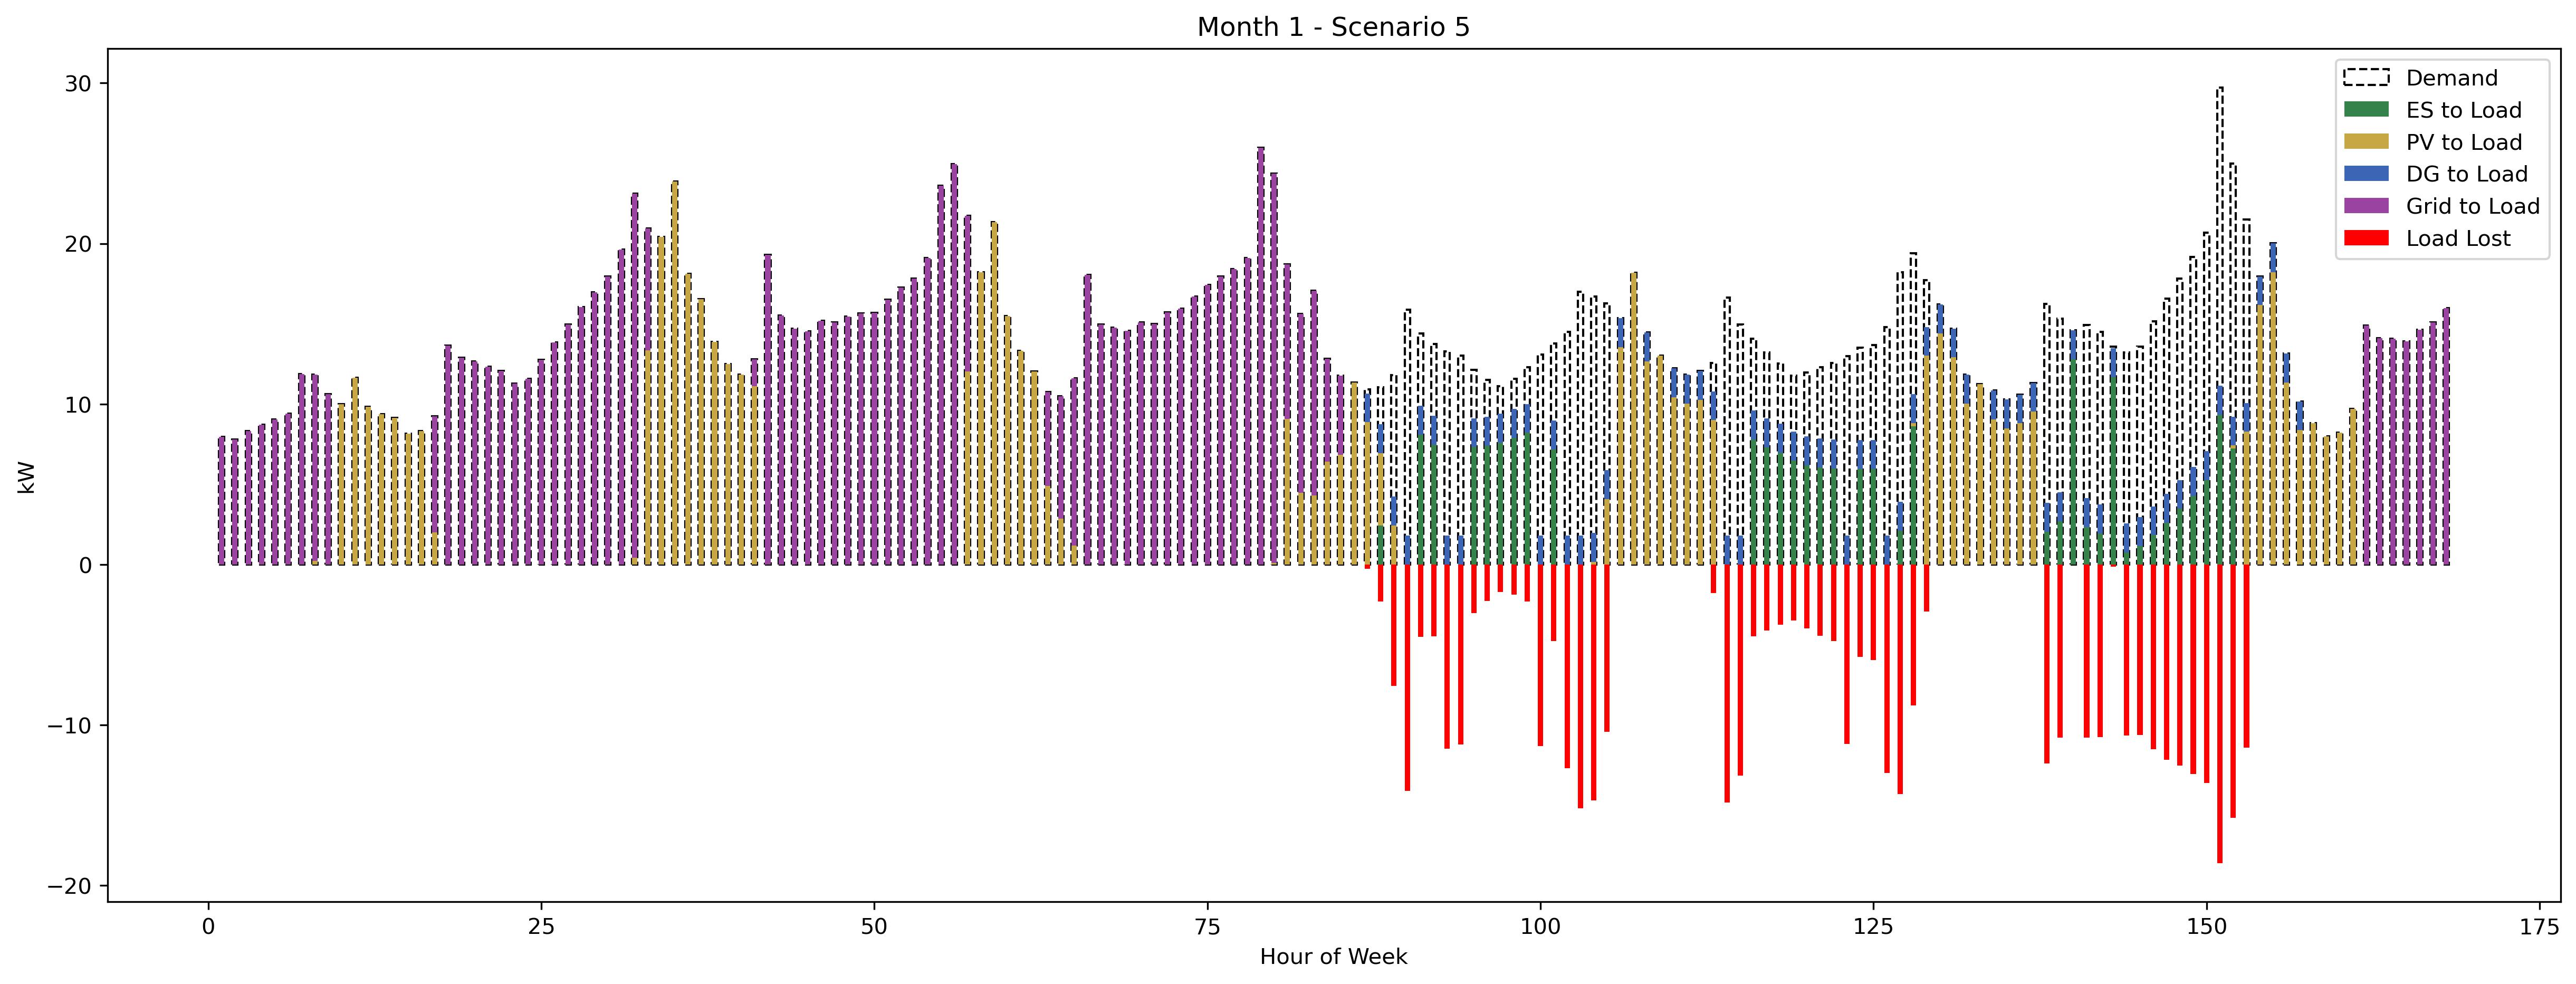 Month 1 - Scenario 5
30
20
10
0
−10
−20
kW
Demand
ES to Load
PV to Load
DG to Load
Grid to Load
Load Lost
0 25 50 75 100 125 150 175
Hour of Week